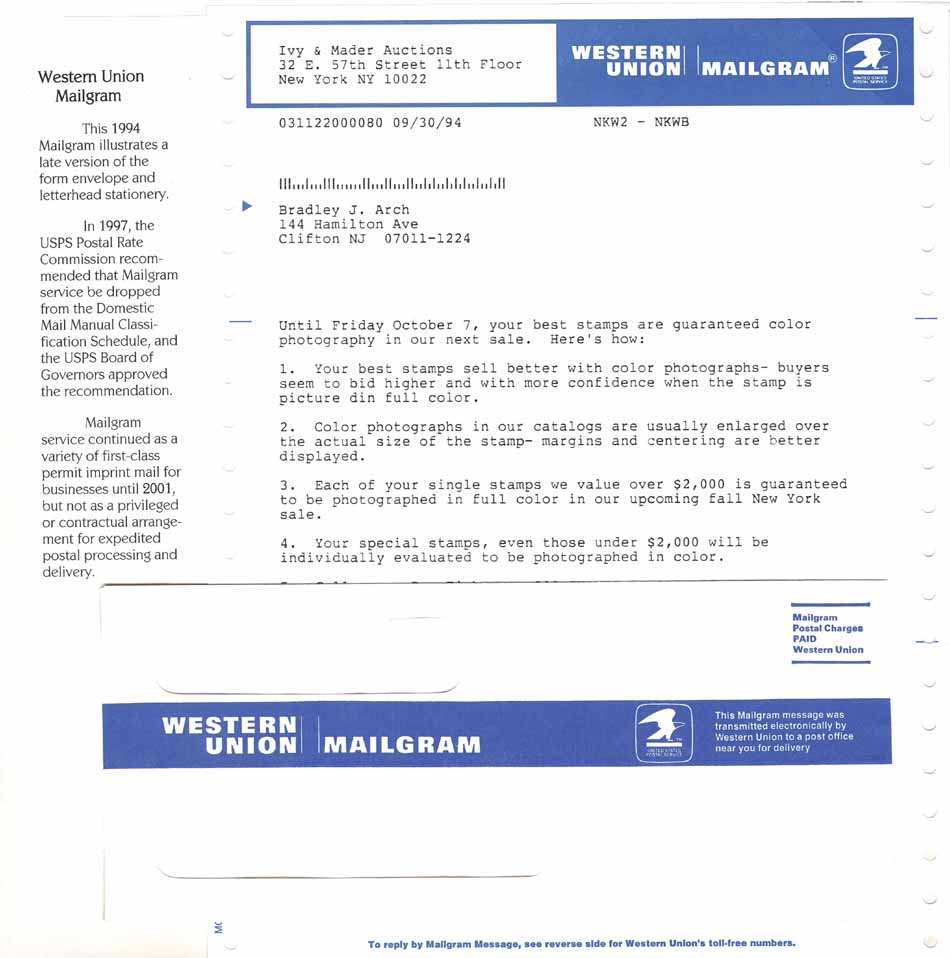 Western Union
Mailgram
This 1994
Mailgram illustrates a
late version of the
form envelope and
letterhead stationery.
In 1997, the
USPS Postal Rate
Commission recom-
mended that Mailgram
service be dropped
from the Domestic
Mail Manual Classi-
fication Schedule, and
the USPS Board of
Governors approved
the recommendation.
Mailgram
service continued as a
variety of first-class
permit imprint mail for
businesses until 2001,
but not as a privileged
or contractual arrange-
ment for expedited
postal processing and
delivery.
Ivy & Mader Auctions
32 E. 57th Street 11th Floor
New York NY 10022
WESTERN
UNION MAILGRAM®
UNITED STATES
POSTAL SERVICE
031122000080 09/30/94 NKW2 - NKWB
Bradley J. Arch
144 Hamilton Ave
Clifton NJ 07011-1224
Until Friday October 7, your best stamps are guaranteed color
photography in our next sale. Here's how:
1. Your best stamps sell better with color photographs- buyers
seem to bid higher and with more confidence when the stamp is
picture din full color.
2. Color photographs in our catalogs are usually enlarged over
the actual size of the stamp- margins and centering are better
displayed.
3. Each of your single stamps we value over $2,000 is guaranteed
to be photographed in full color in our upcoming fall New York
sale.
4. Your special stamps, even those under $2,000 will be
individually evaluated to be photographed in color.
Mailgram
Postal Charges
PAID
Western Union
WESTERN
UNION MAILGRAM
UNITED STATES
POSTAL SERVICE
This Mailgram message was
transmitted electronically by
Western Union to a post office
near you for delivery
To reply by Mailgram Message, see reverse side for Western Union's toll-free numbers.